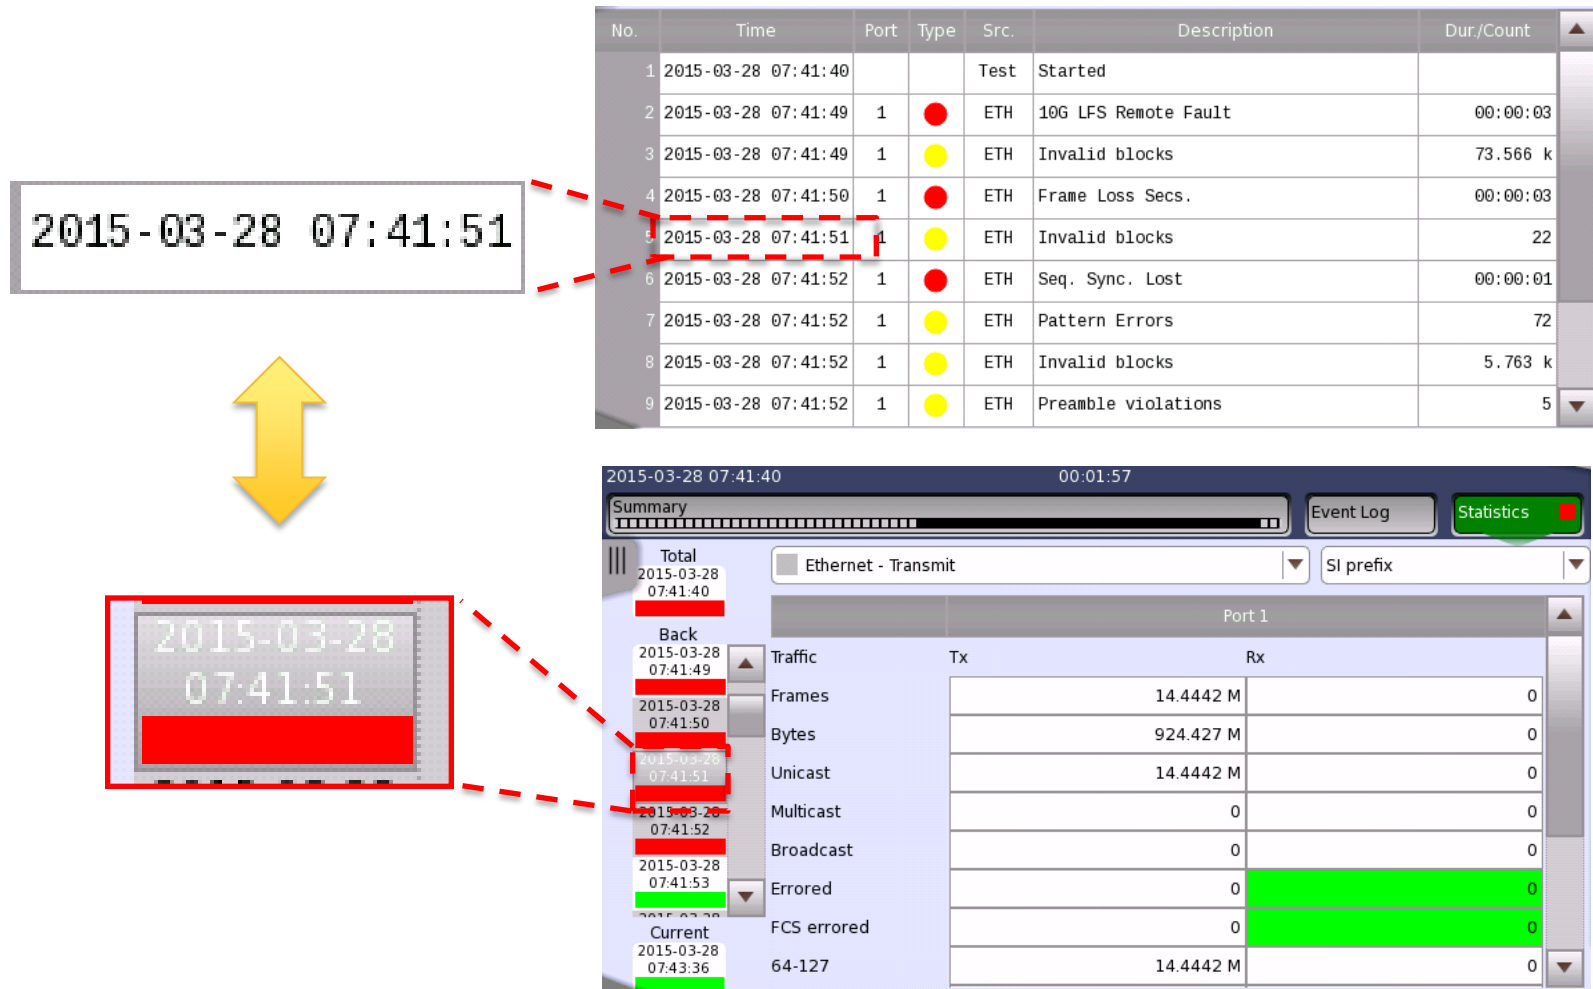 No. Time Port Type Src. Description Dur./Count
1 2015-03-28 07:41:40 Test Started
2 2015-03-28 07:41:49 1 ETH 10G LFS Remote Fault 00:00:03
3 2015-03-28 07:41:49 1 ETH Invalid blocks 73.566 k
4 2015-03-28 07:41:50 1 ETH Frame Loss Secs. 00:00:03
5 2015-03-28 07:41:51 1 ETH Invalid blocks 22
6 2015-03-28 07:41:52 1 ETH Seq. Sync. Lost 00:00:01
7 2015-03-28 07:41:52 1 ETH Pattern Errors 72
8 2015-03-28 07:41:52 1 ETH Invalid blocks 5.763 k
9 2015-03-28 07:41:52 1 ETH Preamble violations 5
2015-03-28 07:41:51
2015-03-28
07:41:51
2015-03-28 07:41:40 00:01:57
Summary Event Log Statistics
Total
2015-03-28
07:41:40
Back
2015-03-28
07:41:49
2015-03-28
07:41:50
2015-03-28
07:41:51
2015-03-28
07:41:52
2015-03-28
07:41:53
Current
2015-03-28
07:43:36
Ethernet - Transmit SI prefix
Port 1
Traffic Tx Rx
Frames 14.4442 M 0
Bytes 924.427 M 0
Unicast 14.4442 M 0
Multicast 0 0
Broadcast 0 0
Errored 0 0
FCS errored 0 0
64-127 14.4442 M 0